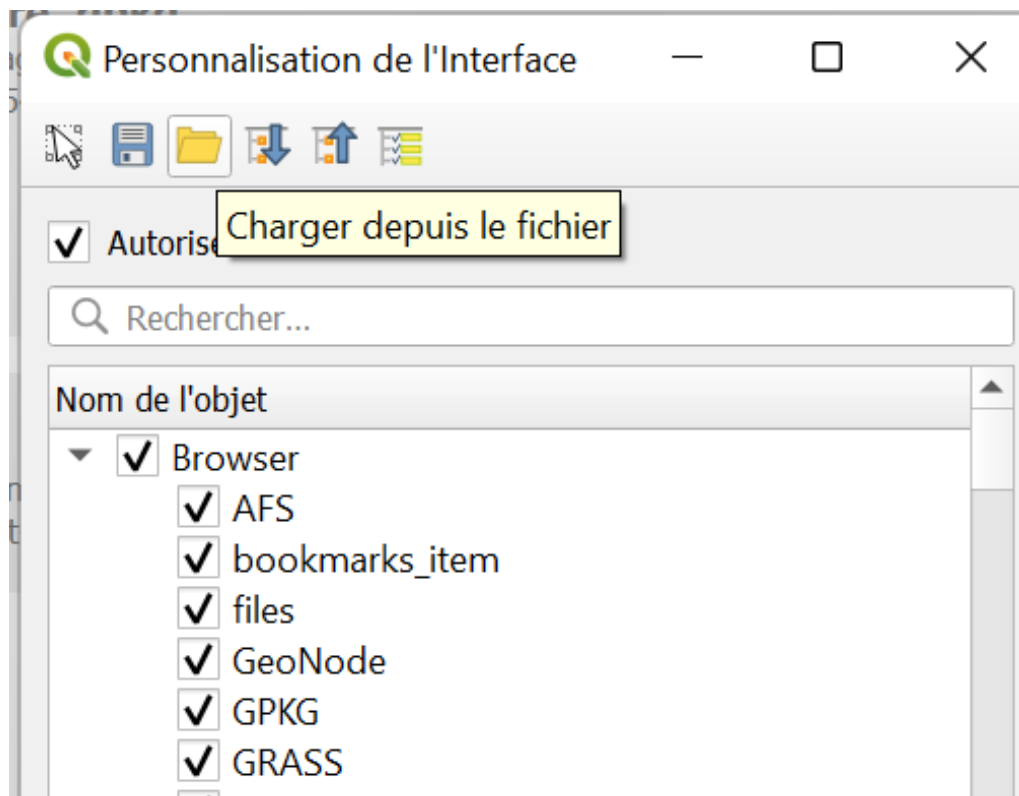 Personnalisation de l'Interface
Charger depuis le fichier
Autorise
Rechercher...
Nom de l'objet
Browser
AFS
bookmarks_item
files
GeoNode
GPKG
GRASS